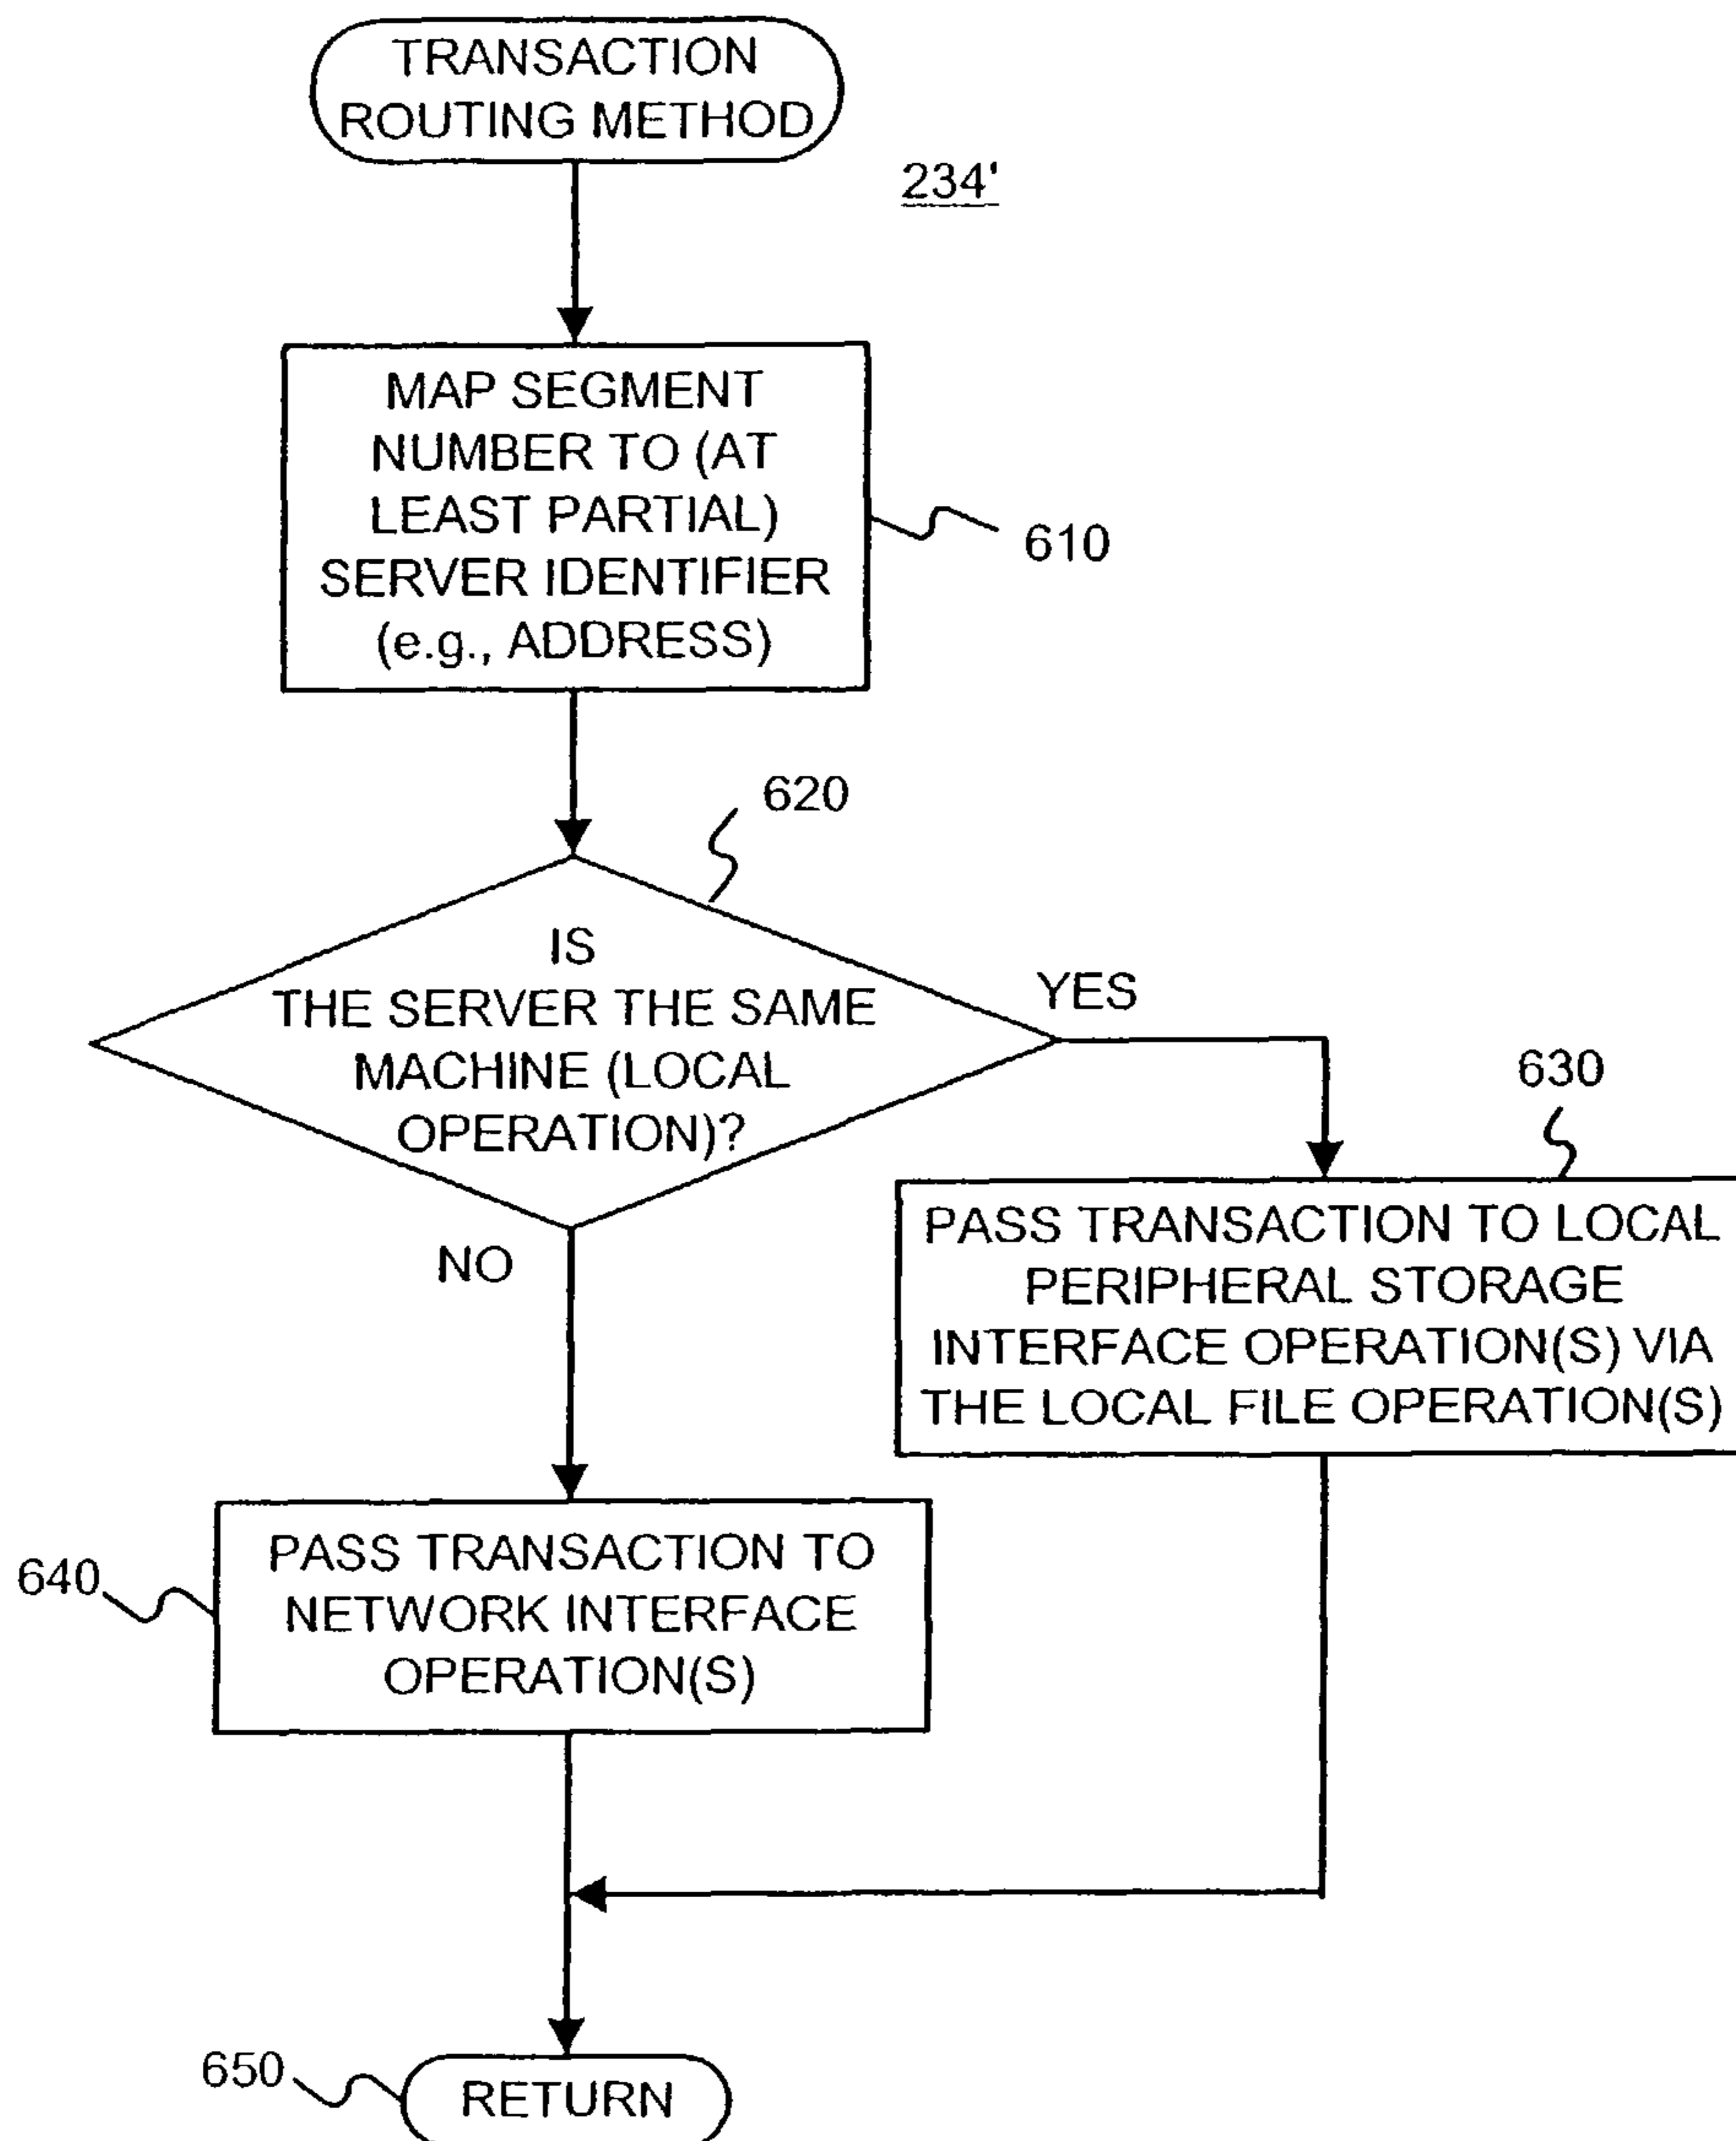 TRANSACTION
ROUTING METHOD
234'
MAP SEGMENT
NUMBER TO (AT
LEAST PARTIAL)
SERVER IDENTIFIER
(e.g., ADDRESS)
610
620
IS
THE SERVER THE SAME
MACHINE (LOCAL
OPERATION)?
YES
NO
630
PASS TRANSACTION TO LOCAL
PERIPHERAL STORAGE
INTERFACE OPERATION(S) VIA
THE LOCAL FILE OPERATION(S)
640
PASS TRANSACTION TO
NETWORK INTERFACE
OPERATION(S)
650
RETURN